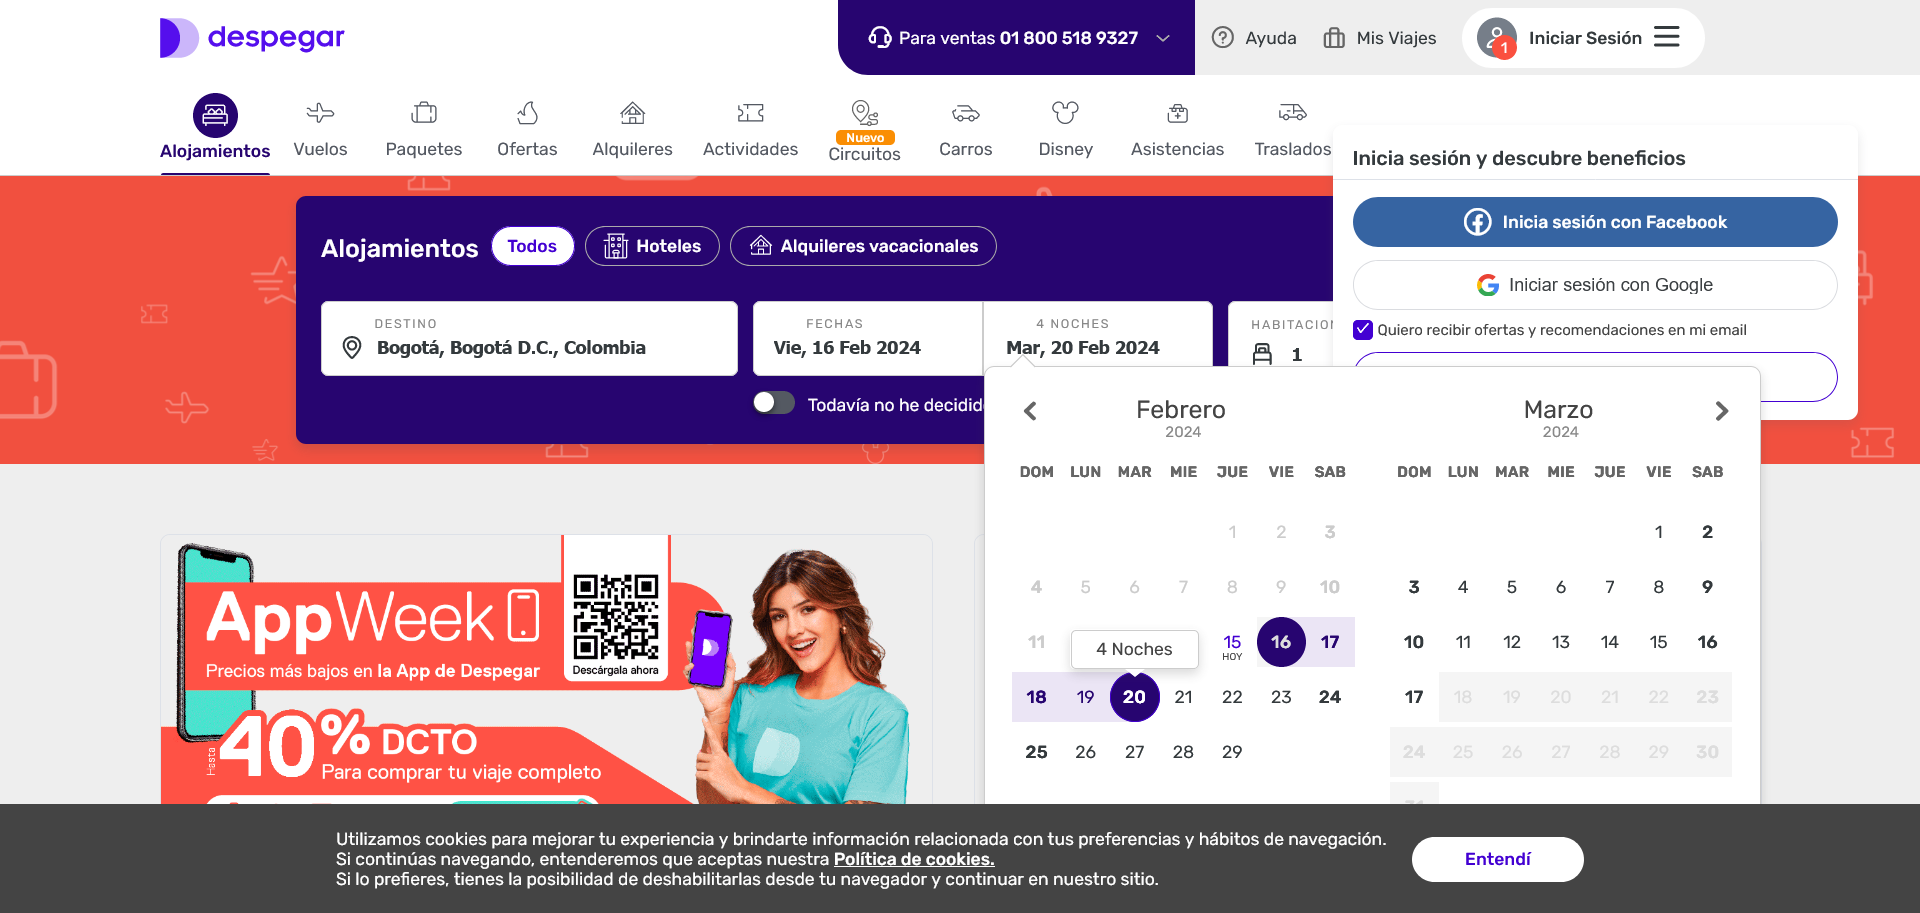 despegar
Para ventas 01 800 518 9327
Ayuda
Mis Viajes
1
Iniciar Sesión
Alojamientos
Vuelos
Paquetes
Ofertas
Alquileres
Actividades
Nuevo
Circuitos
Carros
Disney
Asistencias
Traslados
Inicia sesión y descubre beneficios
Inicia sesión con Facebook
Iniciar sesión con Google
Quiero recibir ofertas y recomendaciones en mi email
Alojamientos
Todos
Hoteles
Alquileres vacacionales
DESTINO
Bogotá, Bogotá D.C., Colombia
FECHAS
Vie, 16 Feb 2024
4 NOCHES
Mar, 20 Feb 2024
HABITACION
1
Todavía no he decidido
Febrero
2024
DOM LUN MAR MIE JUE VIE SAB
1 2 3
4 5 6 7 8 9 10
11 15 16 17
HOY
4 Noches
18 19 20 21 22 23 24
25 26 27 28 29
Marzo
2024
DOM LUN MAR MIE JUE VIE SAB
1 2
3 4 5 6 7 8 9
10 11 12 13 14 15 16
17 18 19 20 21 22 23
24 25 26 27 28 29 30
31
AppWeek
Precios más bajos en la App de Despegar
Descárgala ahora
Hasta
40% DCTO
Para comprar tu viaje completo
Utilizamos cookies para mejorar tu experiencia y brindarte información relacionada con tus preferencias y hábitos de navegación.
Si continúas navegando, entenderemos que aceptas nuestra Política de cookies.
Si lo prefieres, tienes la posibilidad de deshabilitarlas desde tu navegador y continuar en nuestro sitio.
Entendí